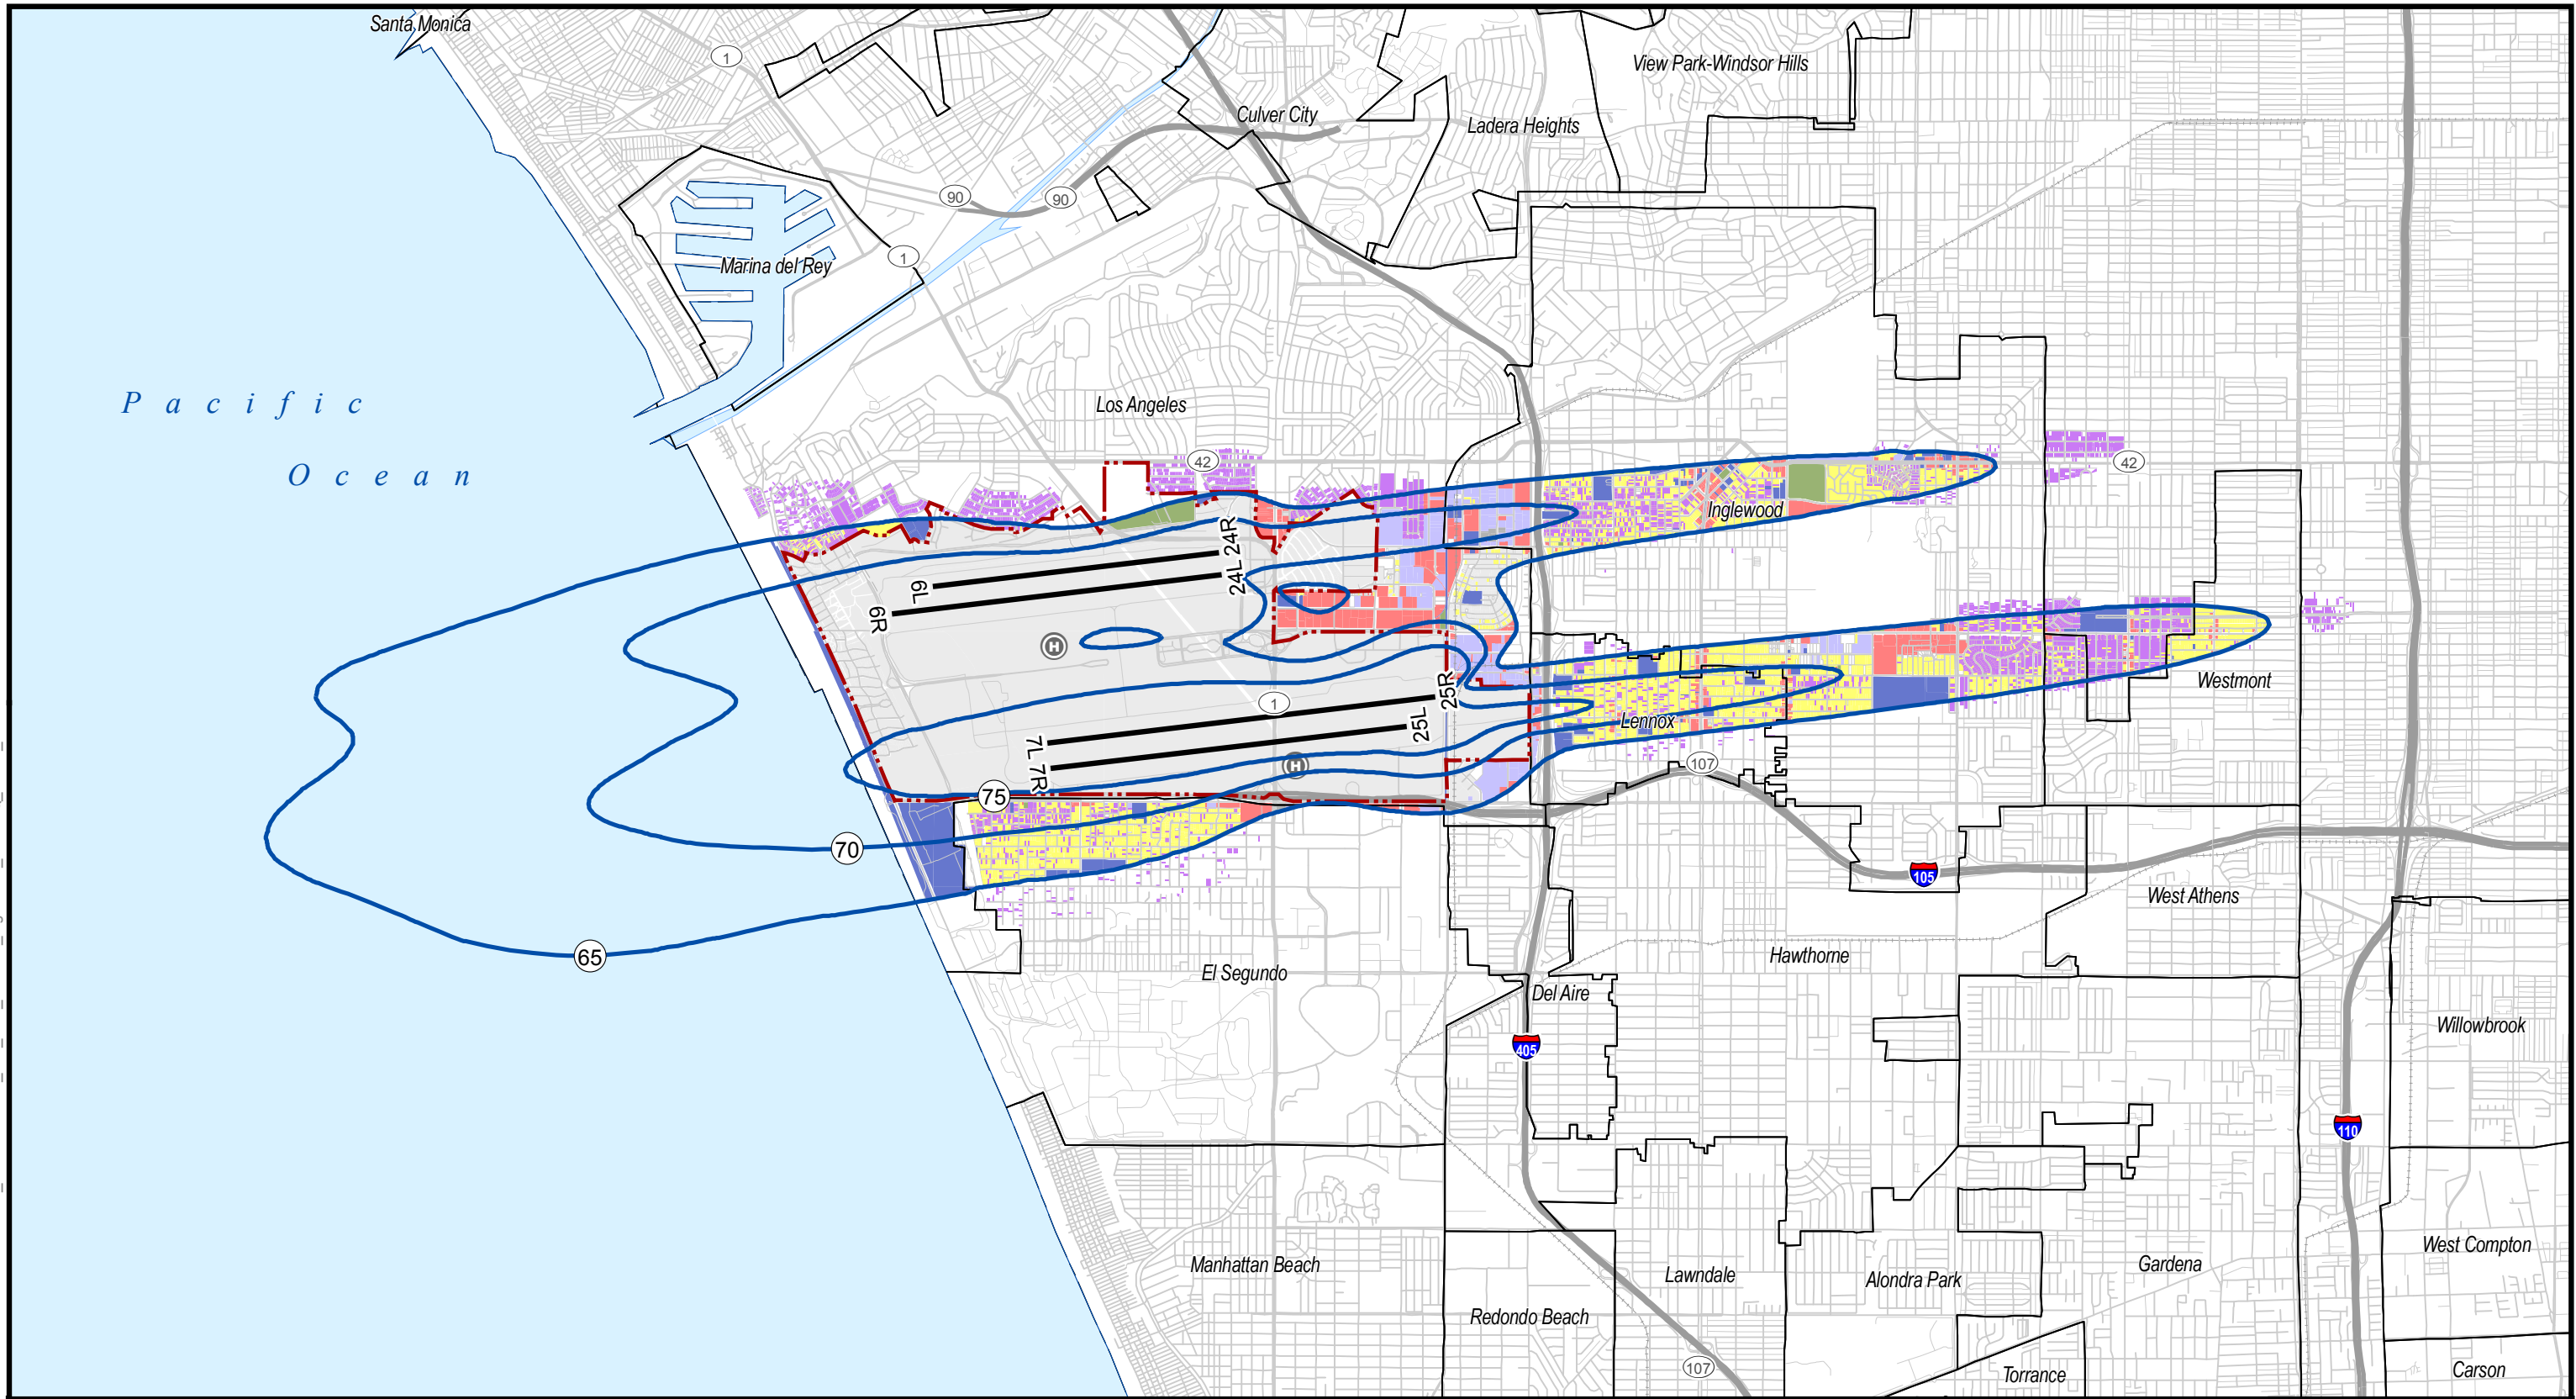 Santa Monica
1
View Park-Windsor Hills
Culver City
Ladera Heights
90
90
1
Marina del Rey
Pacific
Ocean
Los Angeles
42
42
Inglewood
24R
24L
6L
6R
H
1
25R
25L
7L
7R
H
Lennox
Westmont
107
75
70
65
105
West Athens
Hawthorne
El Segundo
Del Aire
405
Willowbrook
110
Manhattan Beach
Redondo Beach
Lawndale
Alondra Park
Gardena
West Compton
107
Torrance
Carson